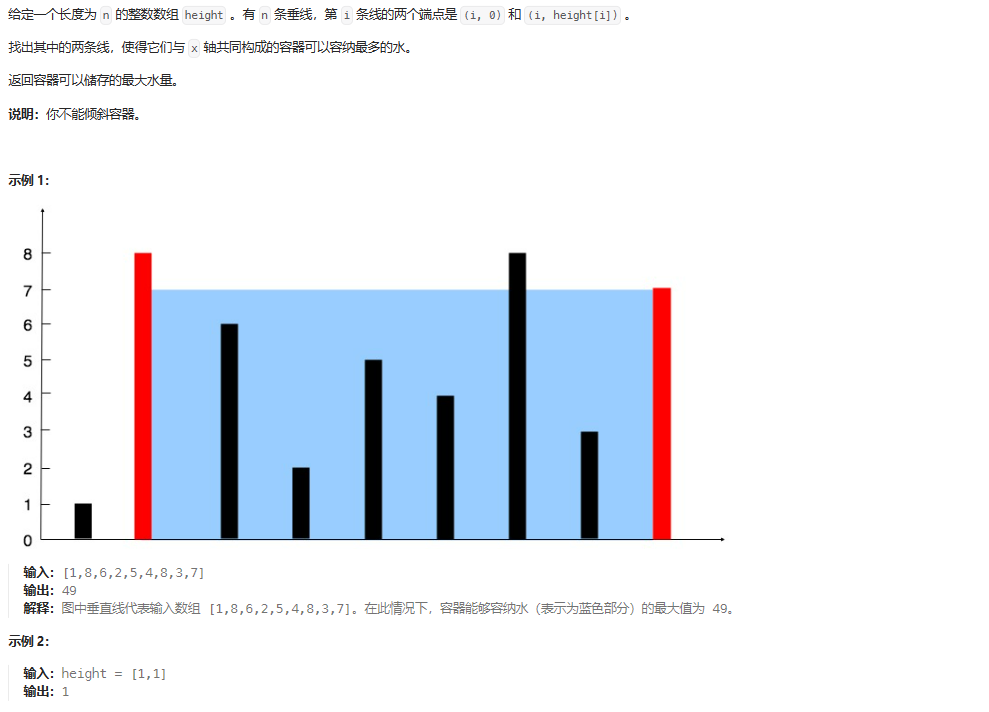 给定一个长度为 n 的整数数组 height 。有 n 条垂线，第 i 条线的两个端点是 (i, 0) 和 (i, height[i]) 。
找出其中的两条线，使得它们与 x 轴共同构成的容器可以容纳最多的水。
返回容器可以储存的最大水量。
说明：你不能倾斜容器。
示例 1：
8
7
6
5
4
3
2
1
0
输入：[1,8,6,2,5,4,8,3,7]
输出：49
解释：图中垂直线代表输入数组 [1,8,6,2,5,4,8,3,7]。在此情况下，容器能够容纳水（表示为蓝色部分）的最大值为 49。
示例 2：
输入：height = [1,1]
输出：1